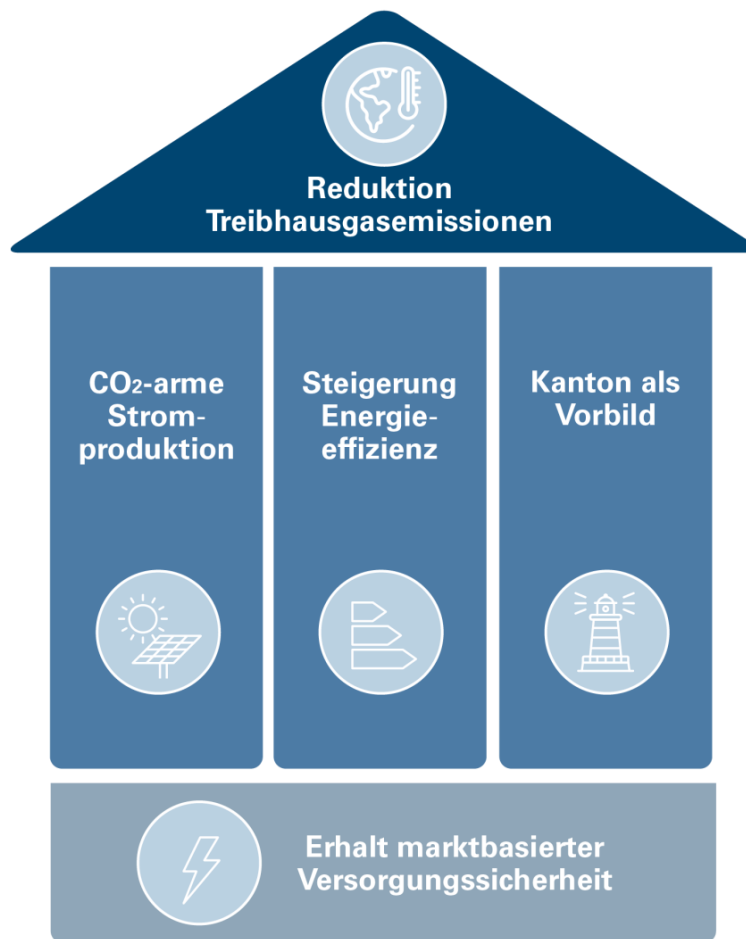 Reduktion
Treibhausgasemissionen
CO₂-arme
Strom-
produktion
Steigerung
Energie-
effizienz
Kanton als
Vorbild
Erhalt marktbasierter
Versorgungssicherheit